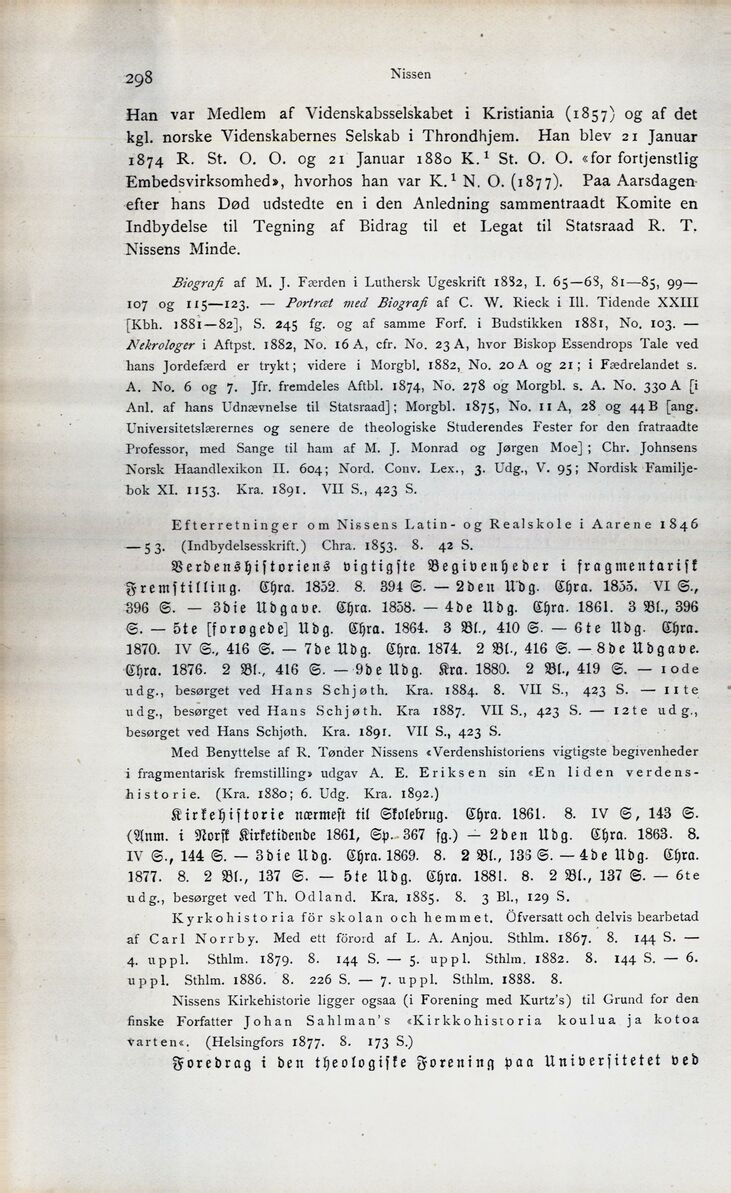 298
Nissen
Han var Medlem af Videnskabsselskabet i Kristiania (1857) og af det
kgl. norske Videnskabernes Selskab i Throndhjem. Han blev 21 Januar
1874 R. St. O. O. og 21 Januar 1880 K.¹ St. O. O. «for fortjenstlig
Embedsvirksomhed», hvorhos han var K.¹ N. O. (1877). Paa Aarsdagen
efter hans Død udstedte en i den Anledning sammentraadt Komite en
Indbydelse til Tegning af Bidrag til et Legat til Statsraad R. T.
Nissens Minde.
Biografi af M. J. Færden i Luthersk Ugeskrift 1882, I. 65—68, 81—85, 99—
107 og 115—123. — Portræt med Biografi af C. W. Rieck i Ill. Tidende XXIII
[Kbh. 1881—82], S. 245 fg. og af samme Forf. i Budstikken 1881, No. 103. —
Nekrologer i Aftpst. 1882, No. 16 A, cfr. No. 23 A, hvor Biskop Essendrops Tale ved
hans Jordefærd er trykt; videre i Morgbl. 1882, No. 20 A og 21; i Fædrelandet s.
A. No. 6 og 7. Jfr. fremdeles Aftbl. 1874, No. 278 og Morgbl. s. A. No. 330 A [i
Anl. af hans Udnævnelse til Statsraad]; Morgbl. 1875, No. 11 A, 28 og 44 B [ang.
Universitetslærernes og senere de theologiske Studerendes Fester for den fratraadte
Professor, med Sange til ham af M. J. Monrad og Jørgen Moe]; Chr. Johnsens
Norsk Haandlexikon II. 604; Nord. Conv. Lex., 3. Udg., V. 95; Nordisk Familje-
bok XI. 1153. Kra. 1891. VII S., 423 S.
Efterretninger om Nissens Latin- og Realskole i Aarene 1846
—53. (Indbydelsesskrift.) Chra. 1853. 8. 42 S.
Verdenshistoriens vigtigste Begivenheder i fragmentarisk
Fremstilling. Chra. 1852. 8. 394 S. — 2den Udg. Chra. 1855. VI S.,
396 S. — 3die Udgave. Chra. 1858. — 4de Udg. Chra. 1861. 3 Bl., 396
S. — 5te [forøgede] Udg. Chra. 1864. 3 Bl., 410 S. — 6te Udg. Chra.
1870. IV S., 416 S. — 7de Udg. Chra. 1874. 2 Bl., 416 S. — 8de Udgave.
Chra. 1876. 2 Bl., 416 S. — 9de Udg. Kra. 1880. 2 Bl., 419 S. — 10de
udg., besørget ved Hans Schjøth. Kra. 1884. 8. VII S., 423 S. — 11te
udg., besørget ved Hans Schjøth. Kra 1887. VII S., 423 S. — 12te udg.,
besørget ved Hans Schjøth. Kra. 1891. VII S., 423 S.
Med Benyttelse af R. Tønder Nissens «Verdenshistoriens vigtigste begivenheder
i fragmentarisk fremstilling» udgav A. E. Eriksen sin «En liden verdens-
historie. (Kra. 1880; 6. Udg. Kra. 1892.)
Kirkehistorie nærmest til Skolebrug. Chra. 1861. 8. IV S, 143 S.
(Anm. i Norsk Kirketidende 1861, Sp. 367 fg.) — 2den Udg. Chra. 1863. 8.
IV S., 144 S. — 3die Udg. Chra. 1869. 8. 2 Bl., 136 S. — 4de Udg. Chra.
1877. 8. 2 Bl., 137 S. — 5te Udg. Chra. 1881. 8. 2 Bl., 137 S. — 6te
udg., besørget ved Th. Odland. Kra. 1885. 8. 3 Bl., 129 S.
Kyrkohistoria för skolan och hemmet. Öfversatt och delvis bearbetad
af Carl Norrby. Med ett förord af L. A. Anjou. Sthlm. 1867. 8. 144 S. —
4. uppl. Sthlm. 1879. 8. 144 S. — 5. uppl. Sthlm. 1882. 8. 144 S. — 6.
uppl. Sthlm. 1886. 8. 226 S. — 7. uppl. Sthlm. 1888. 8.
Nissens Kirkehistorie ligger ogsaa (i Forening med Kurtz's) til Grund for den
finske Forfatter Johan Sahlman's «Kirkkohistoria koulua ja kotoa
varten«. (Helsingfors 1877. 8. 173 S.)
Foredrag i den theologiske Forening paa Universitetet ved